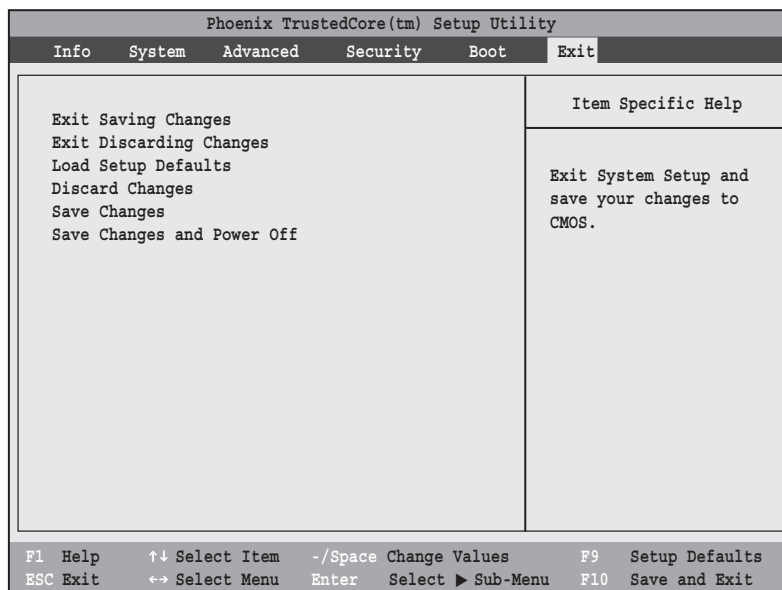 Phoenix TrustedCore(tm) Setup Utility
Info System Advanced Security Boot Exit
Exit Saving Changes
Exit Discarding Changes
Load Setup Defaults
Discard Changes
Save Changes
Save Changes and Power Off
Item Specific Help
Exit System Setup and
save your changes to
CMOS.
F1 Help ↑↓ Select Item -/Space Change Values F9 Setup Defaults
ESC Exit ←→ Select Menu Enter Select ▶ Sub-Menu F10 Save and Exit